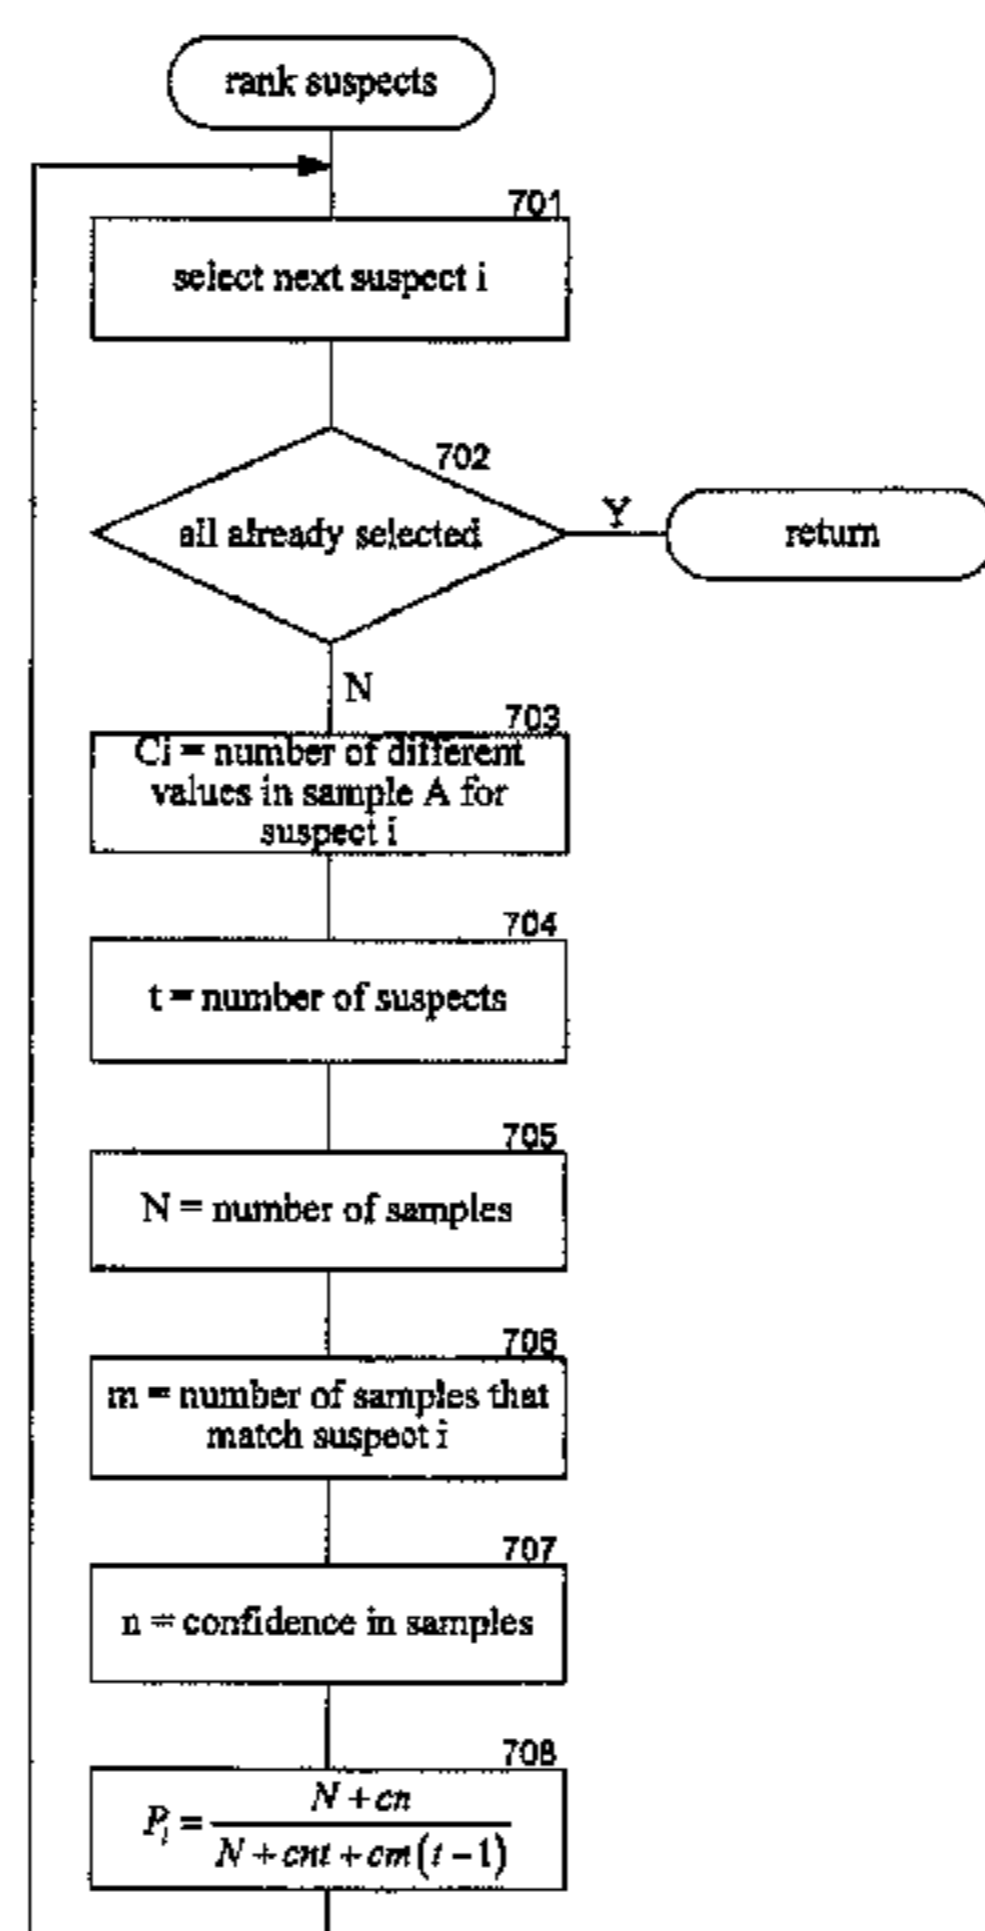 rank suspects
701
select next suspect i
702
all already selected
Y
return
N
703
Ci = number of different
values in sample A for
suspect i
704
t = number of suspects
705
N = number of samples
706
m = number of samples that
match suspect i
707
n = confidence in samples
708
P_i = \frac{N + cn}{N + cnt + cm(t - 1)}